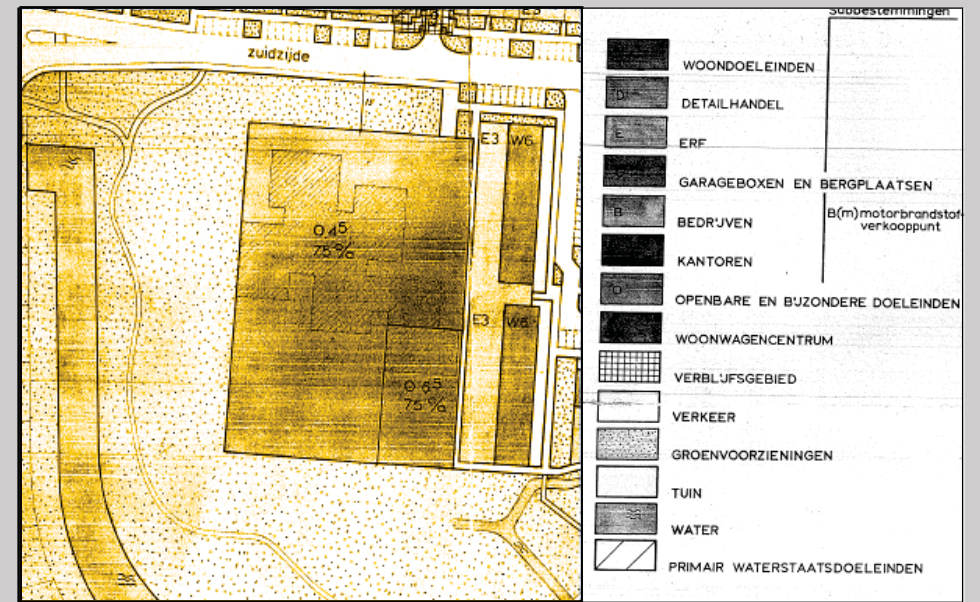 zuidzijde
E3
W6
O 4⁵
75 %
E3
W6
O 6⁵
75 %
Subbestemmingen
WOONDOELEINDEN
D
DETAILHANDEL
E
ERF
GARAGEBOXEN EN BERGPLAATSEN
B
BEDRIJVEN
B(m) motorbrandstof-
verkooppunt
KANTOREN
O
OPENBARE EN BIJZONDERE DOELEINDEN
WOONWAGENCENTRUM
VERBLIJFSGEBIED
VERKEER
GROENVOORZIENINGEN
TUIN
WATER
PRIMAIR WATERSTAATSDOELEINDEN